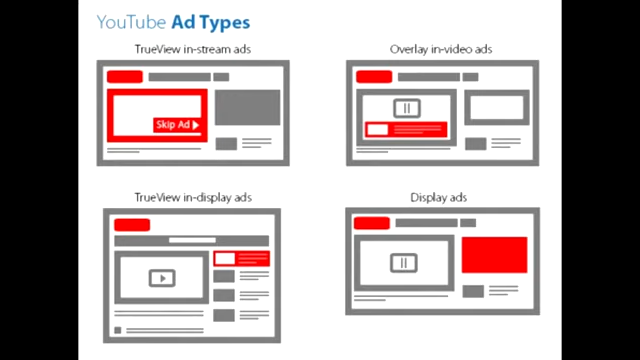 YouTube Ad Types
TrueView in-stream ads
Overlay in-video ads
Skip Ad
TrueView in-display ads
Display ads